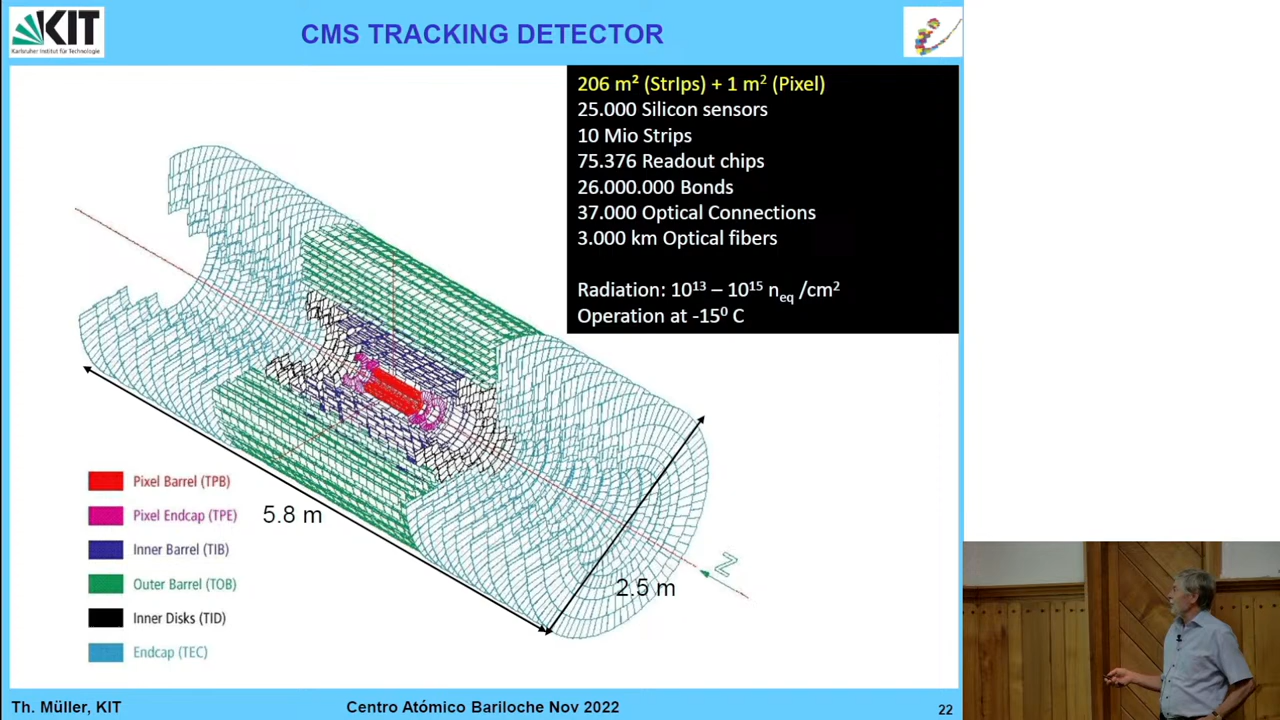 KIT
Karlsruher Institut für Technologie
CMS TRACKING DETECTOR
206 m² (StrIps) + 1 m² (Pixel)
25.000 Silicon sensors
10 Mio Strips
75.376 Readout chips
26.000.000 Bonds
37.000 Optical Connections
3.000 km Optical fibers
Radiation: 10¹³ – 10¹⁵ n_eq /cm²
Operation at -15⁰ C
Pixel Barrel (TPB)
Pixel Endcap (TPE)
Inner Barrel (TIB)
Outer Barrel (TOB)
Inner Disks (TID)
Endcap (TEC)
5.8 m
2.5 m
Z
Th. Müller, KIT
Centro Atómico Bariloche Nov 2022
22